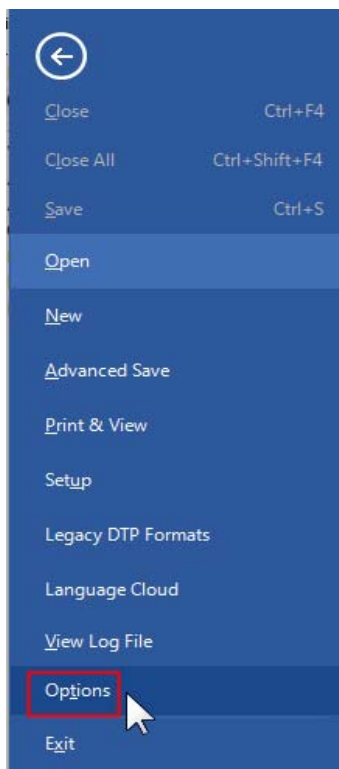 Close Ctrl+F4
Close All Ctrl+Shift+F4
Save Ctrl+S
Open
New
Advanced Save
Print & View
Setup
Legacy DTP Formats
Language Cloud
View Log File
Options
Exit